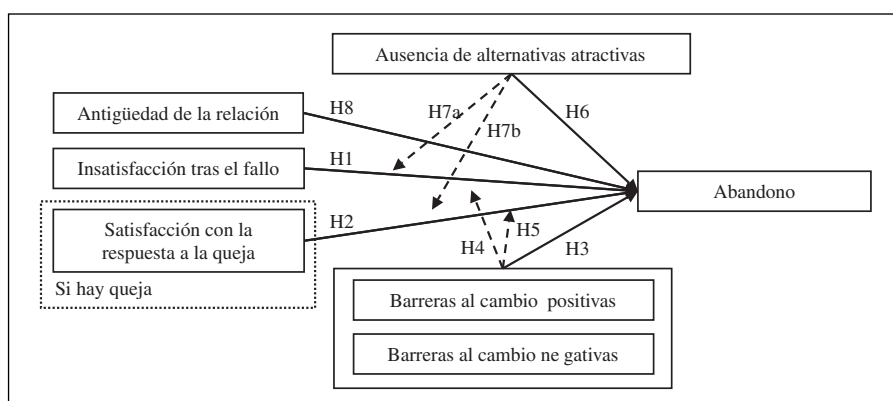 Ausencia de alternativas atractivas
Antigüedad de la relación
H8
H7a
H7b
H6
Insatisfacción tras el fallo
H1
Abandono
Satisfacción con la
respuesta a la queja
H2
H4
H5
H3
Si hay queja
Barreras al cambio positivas
Barreras al cambio ne gativas